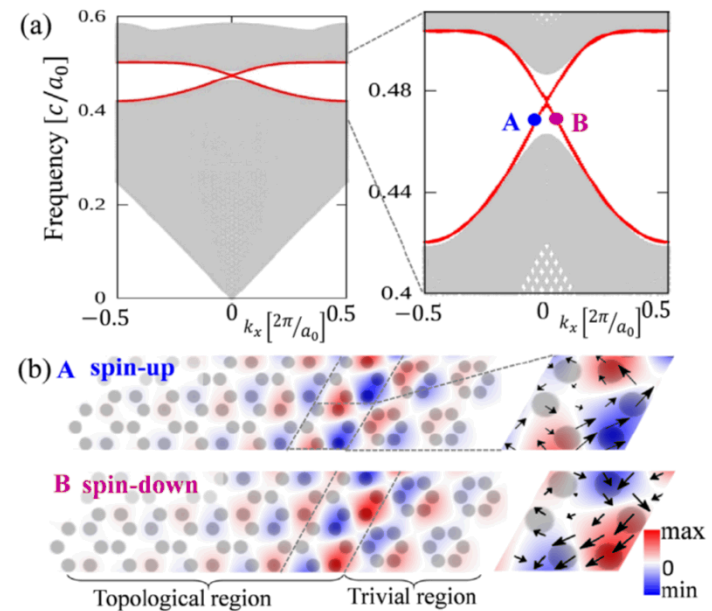 (a)
Frequency [c/a₀]
0.6
0.4
0.2
0
−0.5
0
0.5
kₓ[2π/a₀]
0.48
0.44
0.4
A
B
−0.5
0
0.5
kₓ[2π/a₀]
(b)
A spin-up
B spin-down
max
0
min
Topological region
Trivial region